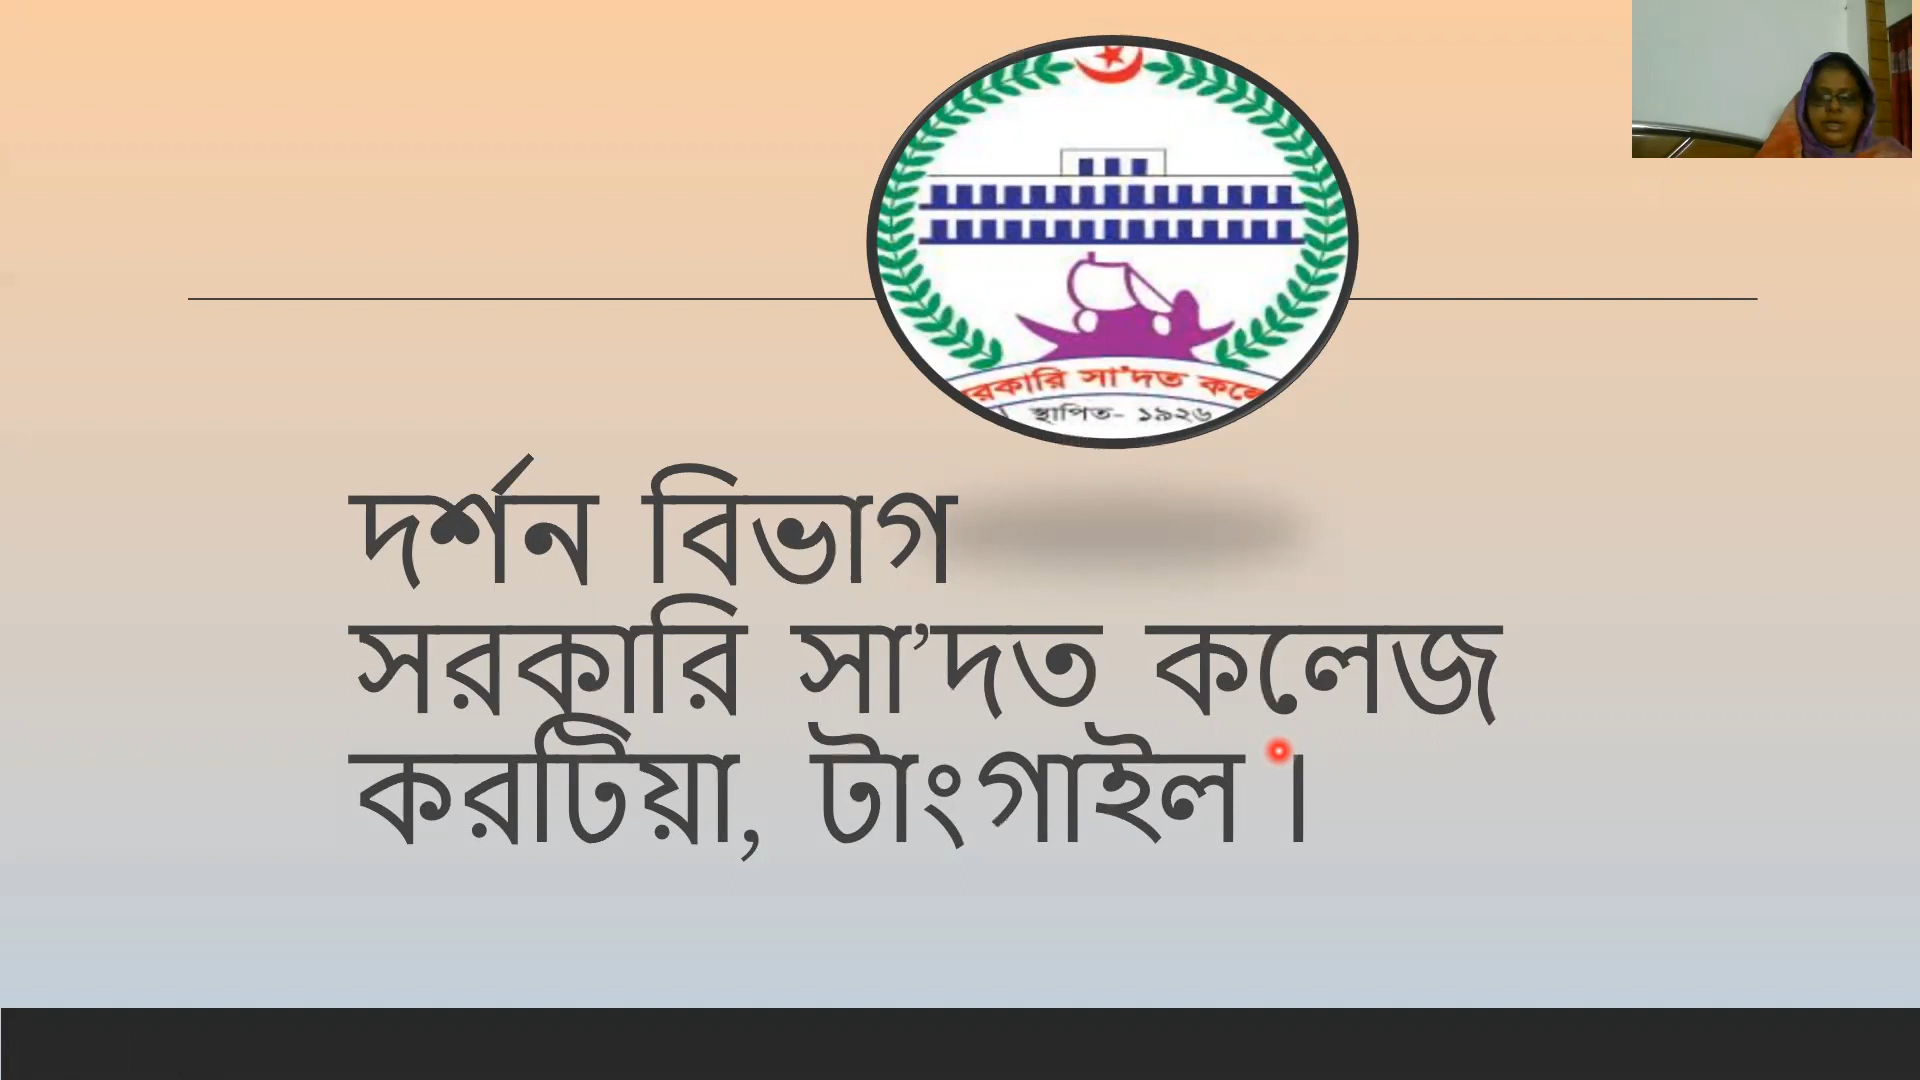 সরকারি সা'দত কলে
স্থাপিত- ১৯২৬
দর্শন বিভাগ
সরকারি সা’দত কলেজ
করটিয়া, টাংগাইল ।